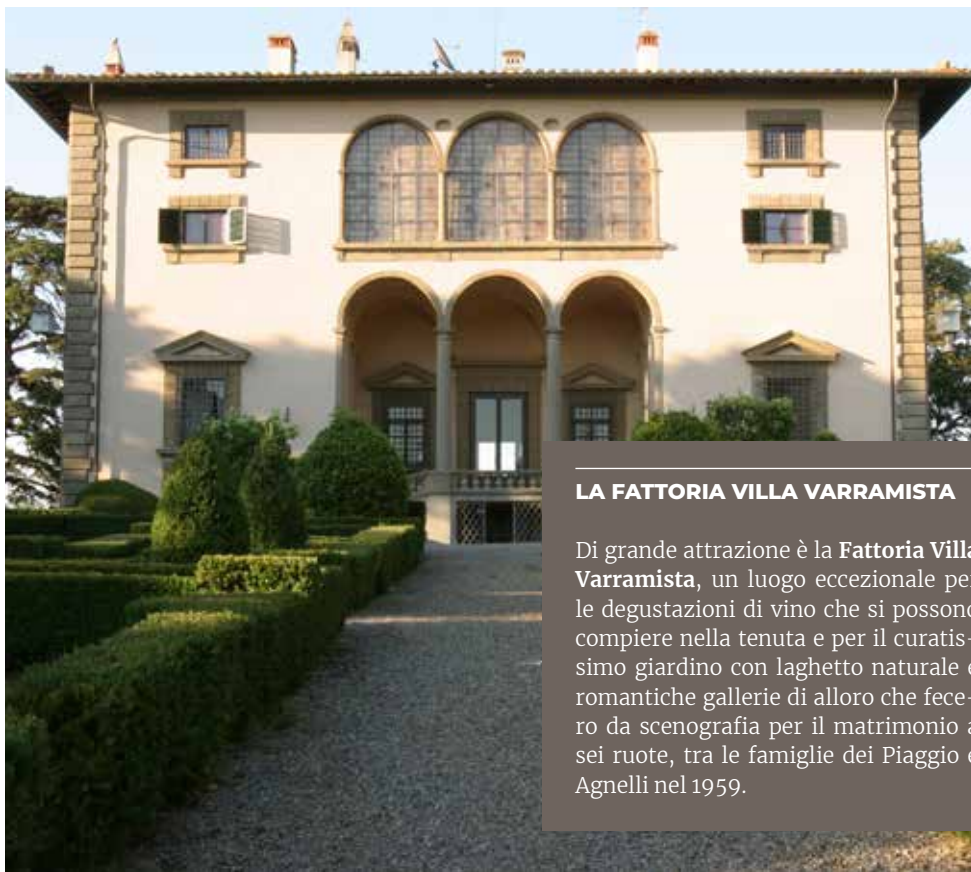 LA FATTORIA VILLA VARRAMISTA
Di grande attrazione è la Fattoria Villa
Varramista, un luogo eccezionale per
le degustazioni di vino che si possono
compiere nella tenuta e per il curatis-
simo giardino con laghetto naturale e
romantiche gallerie di alloro che fece-
ro da scenografia per il matrimonio a
sei ruote, tra le famiglie dei Piaggio e
Agnelli nel 1959.